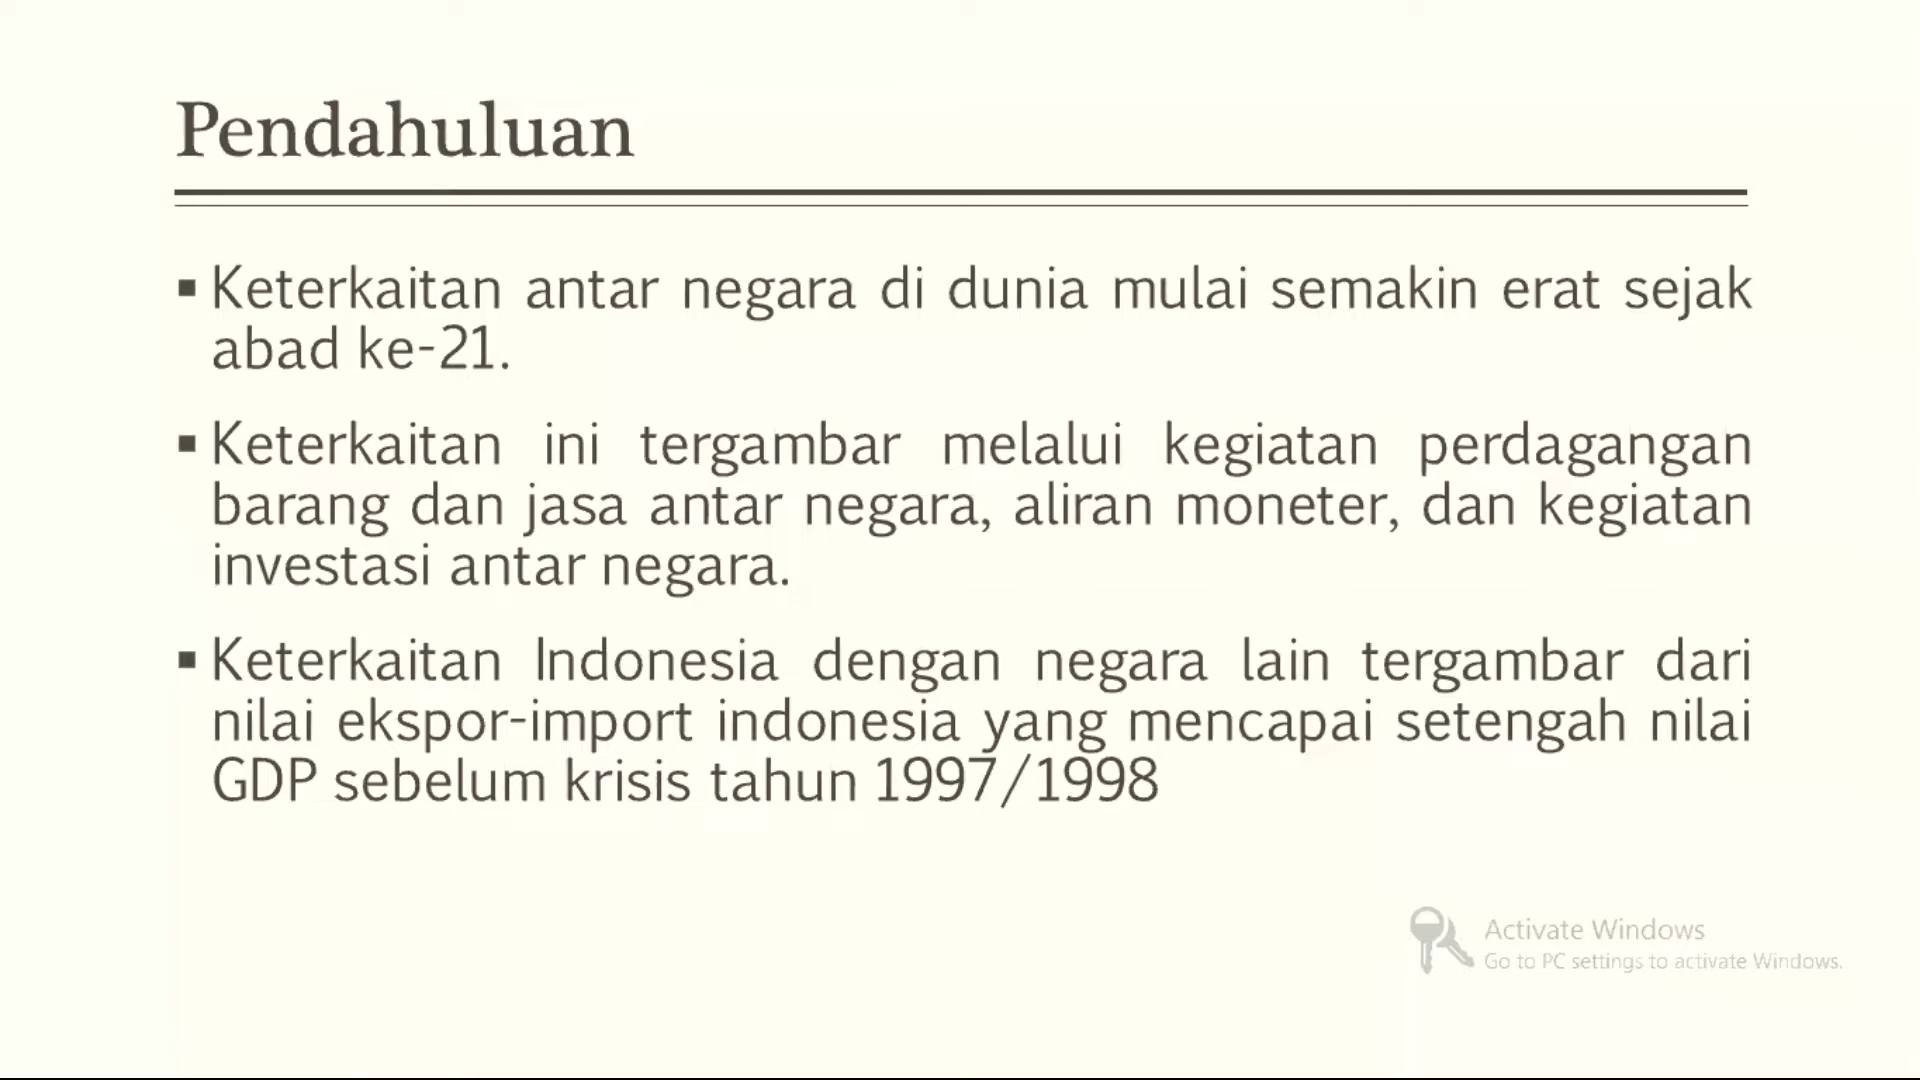 Pendahuluan
▪ Keterkaitan antar negara di dunia mulai semakin erat sejak
abad ke-21.
▪ Keterkaitan ini tergambar melalui kegiatan perdagangan
barang dan jasa antar negara, aliran moneter, dan kegiatan
investasi antar negara.
▪ Keterkaitan Indonesia dengan negara lain tergambar dari
nilai ekspor-import indonesia yang mencapai setengah nilai
GDP sebelum krisis tahun 1997/1998
Activate Windows
Go to PC settings to activate Windows.